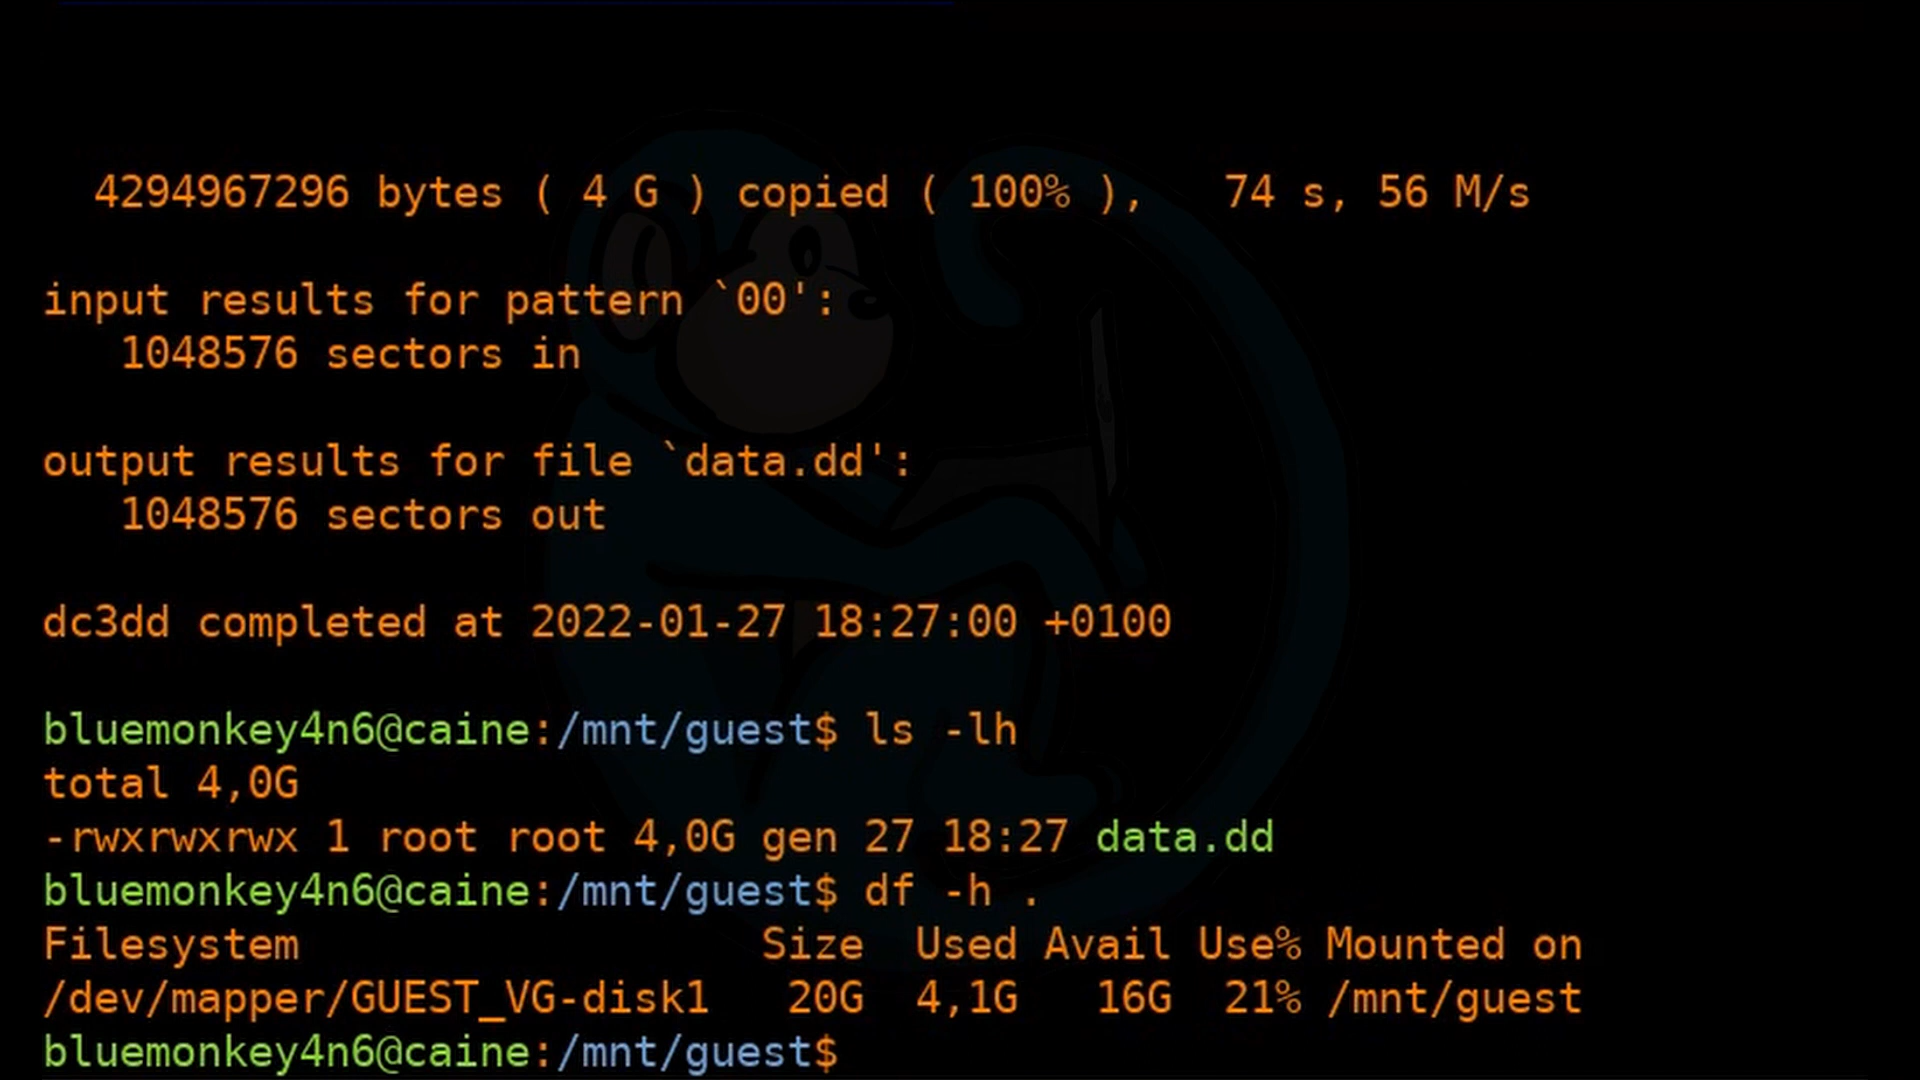 4294967296 bytes ( 4 G ) copied ( 100% ),   74 s, 56 M/s
input results for pattern `00':
1048576 sectors in
output results for file `data.dd':
1048576 sectors out
dc3dd completed at 2022-01-27 18:27:00 +0100
bluemonkey4n6@caine:/mnt/guest$ ls -lh
total 4,0G
-rwxrwxrwx 1 root root 4,0G gen 27 18:27 data.dd
bluemonkey4n6@caine:/mnt/guest$ df -h .
Filesystem                  Size  Used Avail Use% Mounted on
/dev/mapper/GUEST_VG-disk1   20G  4,1G   16G  21% /mnt/guest
bluemonkey4n6@caine:/mnt/guest$